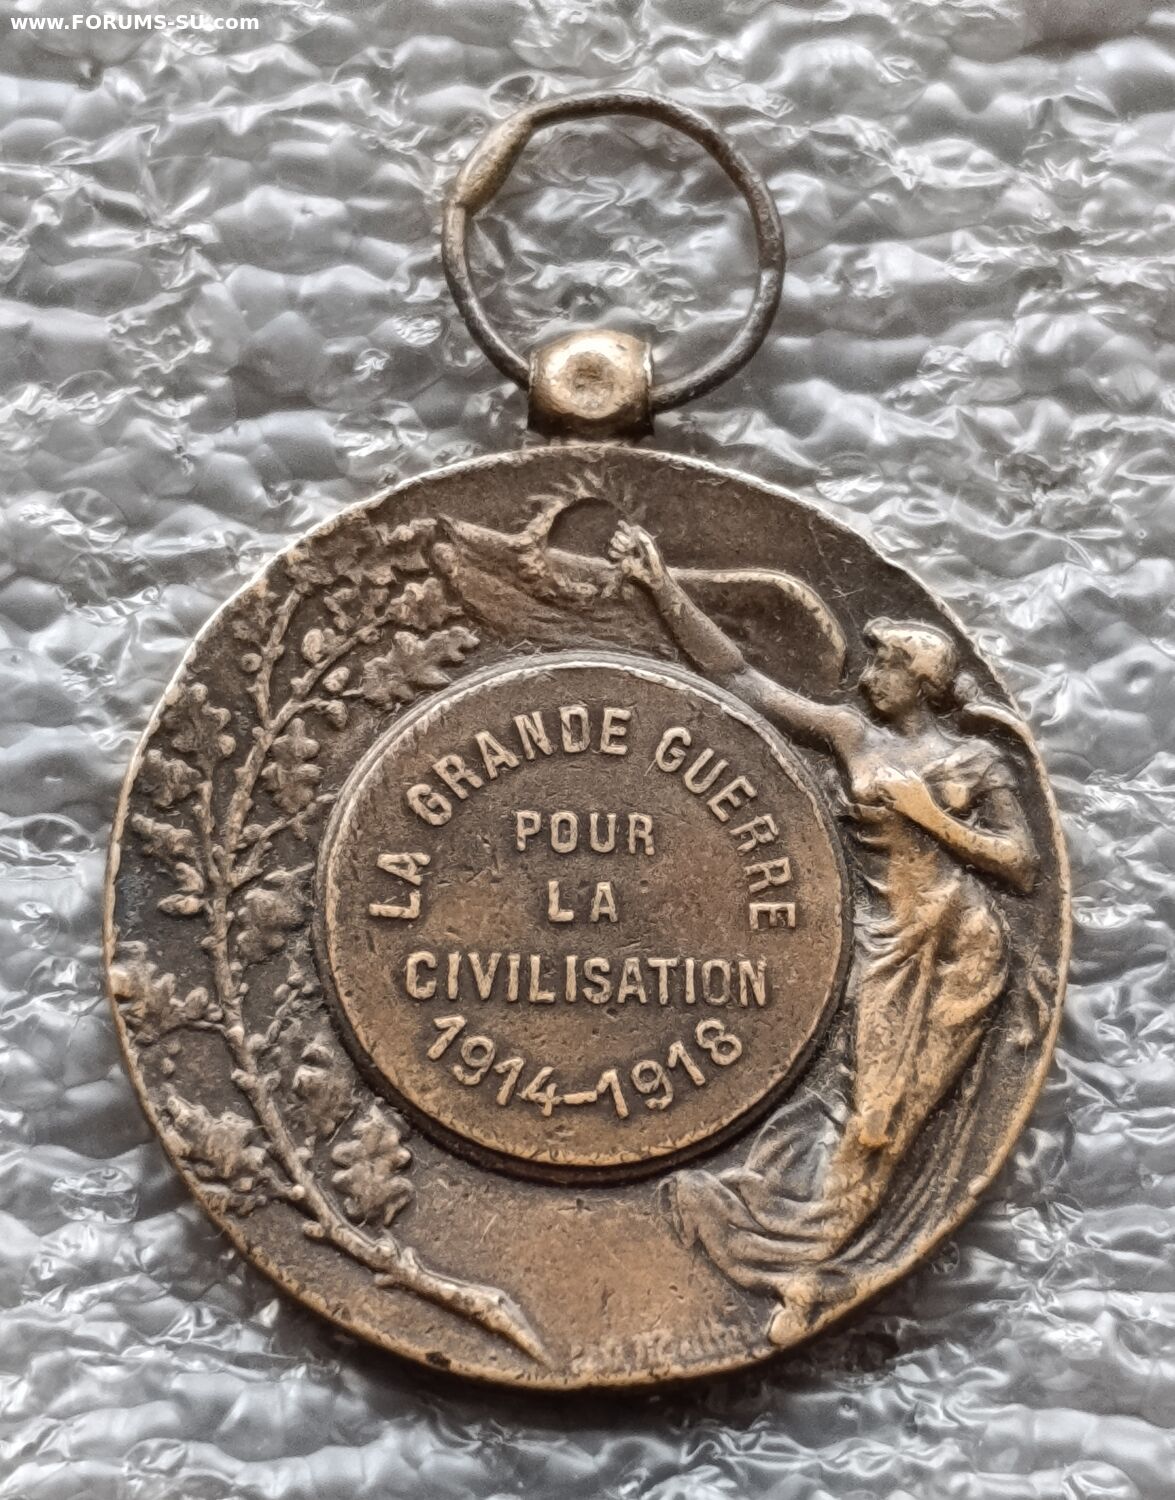 www.FORUMS-SU.com
LA GRANDE GUERRE
POUR
LA
CIVILISATION
1914-1918